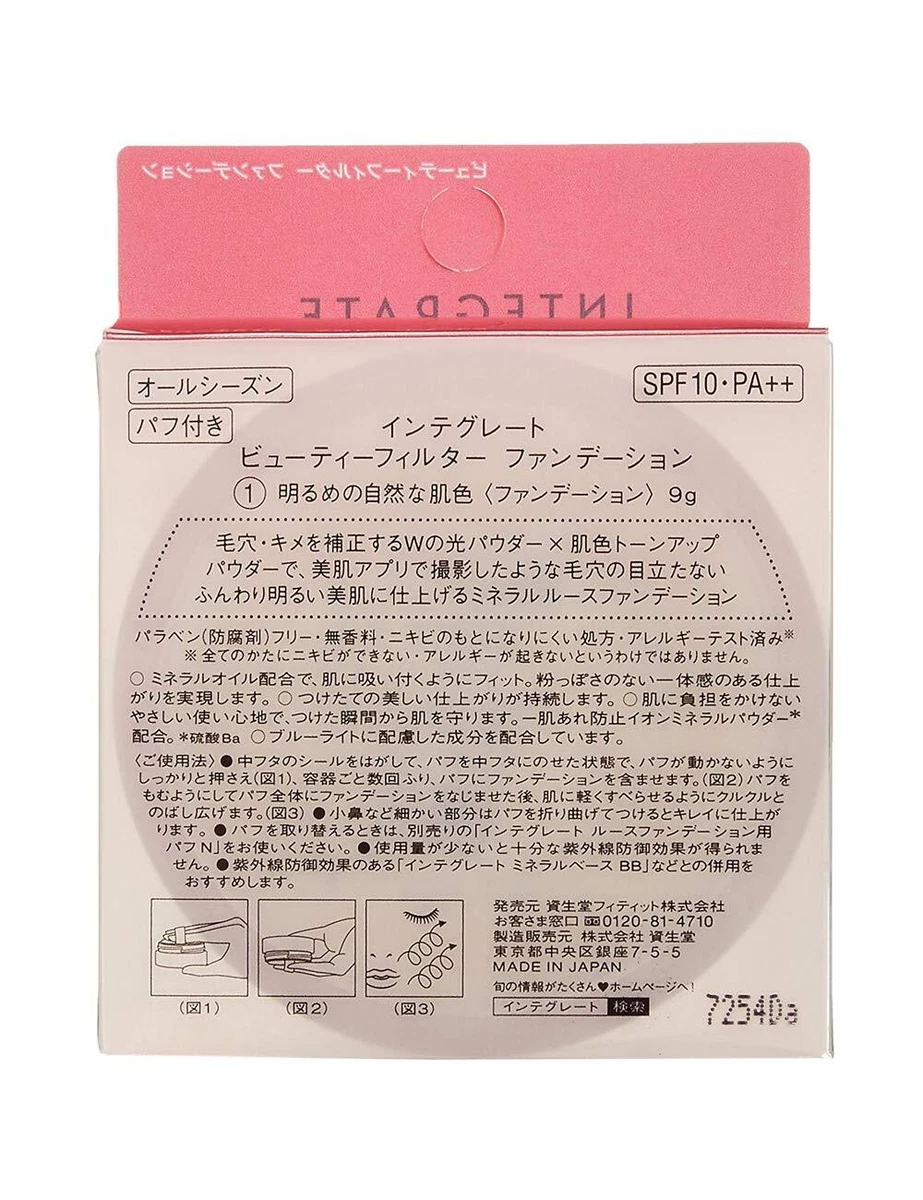 ビューティーフィルター ファンデーション
INTEGRATE
オールシーズン
SPF10・PA++
パフ付き
インテグレート
ビューティーフィルター ファンデーション
① 明るめの自然な肌色〈ファンデーション〉 9g
毛穴・キメを補正するWの光パウダー×肌色トーンアップ
パウダーで、美肌アプリで撮影したような毛穴の目立たない
ふんわり明るい美肌に仕上げるミネラルルースファンデーション
パラベン(防腐剤)フリー・無香料・ニキビのもとになりにくい処方・アレルギーテスト済み※
※全てのかたにニキビができない・アレルギーが起きないというわけではありません。
○ミネラルオイル配合で、肌に吸い付くようにフィット。粉っぽさのない一体感のある仕上
がりを実現します。○つけたての美しい仕上がりが持続します。○肌に負担をかけない
やさしい使い心地で、つけた瞬間から肌を守ります。―肌あれ防止イオンミネラルパウダー*
配合。*硫酸Ba ○ブルーライトに配慮した成分を配合しています。
〈ご使用法〉●中フタのシールをはがして、パフを中フタにのせた状態で、パフが動かないように
しっかりと押さえ(図1)、容器ごと数回ふり、パフにファンデーションを含ませます。(図2)パフを
もむようにしてパフ全体にファンデーションをなじませた後、肌に軽くすべらせるようにクルクルと
のばし広げます。(図3) ●小鼻など細かい部分はパフを折り曲げてつけるとキレイに仕上が
ります。●パフを取り替えるときは、別売りの「インテグレート ルースファンデーション用
パフ N」をお使いください。●使用量が少ないと十分な紫外線防御効果が得られま
せん。●紫外線防御効果のある「インテグレート ミネラルベース BB」などとの併用を
おすすめします。
(図1)
(図2)
(図3)
発売元 資生堂フィティット株式会社
お客さま窓口 0120-81-4710
製造販売元 株式会社 資生堂
東京都中央区銀座7-5-5
MADE IN JAPAN
旬の情報がたくさん♥ホームページへ!
インテグレート 検索
7254Da